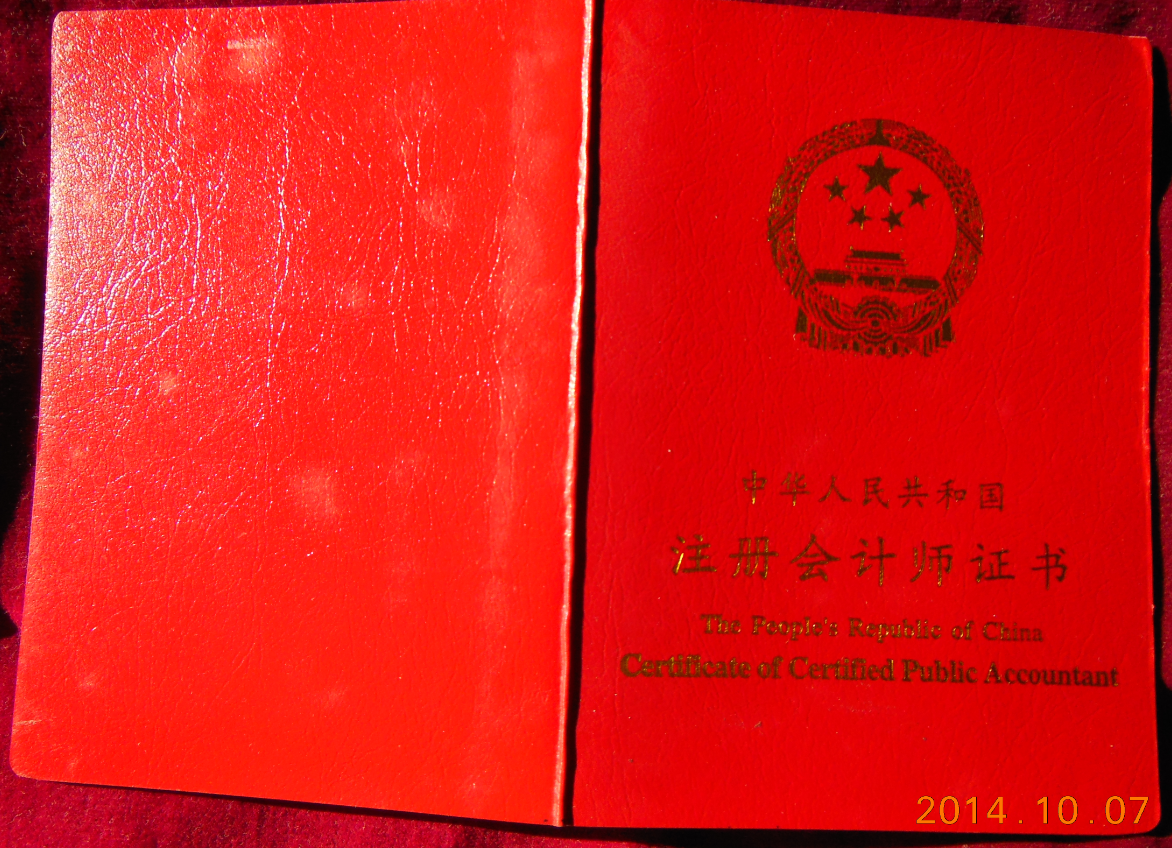 中华人民共和国
注册会计师证书
The People's Republic of China
Certificate of Certified Public Accountant
2014.10.07